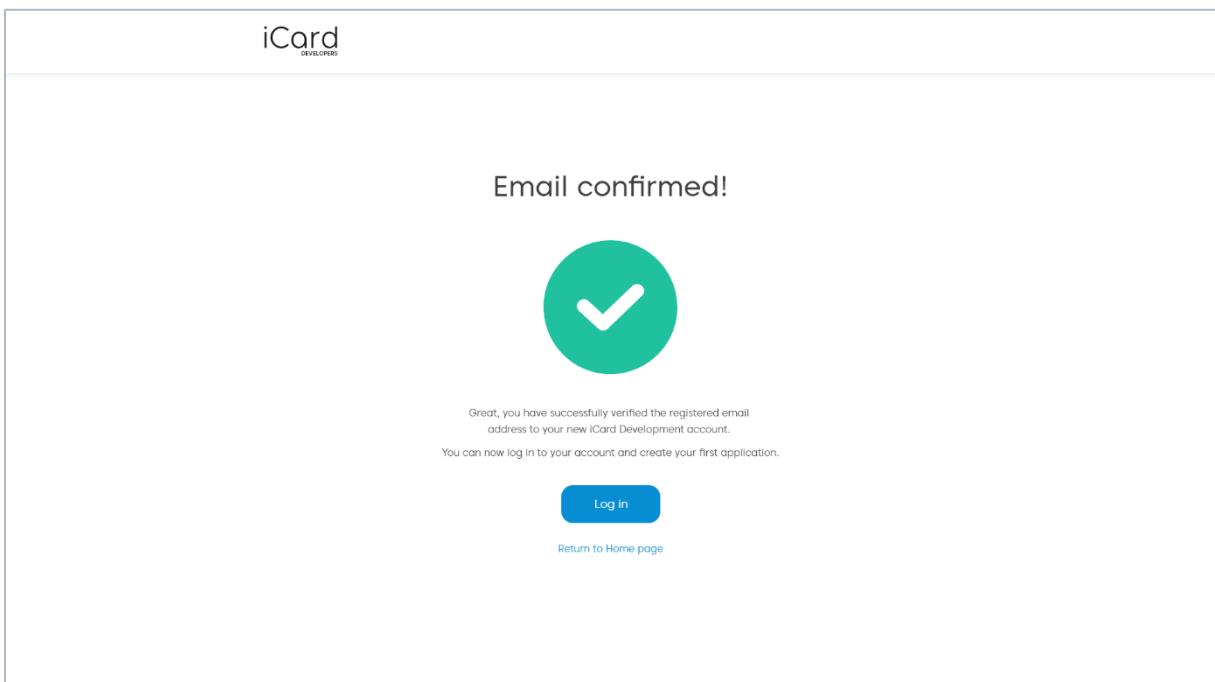 iCard
DEVELOPERS
Email confirmed!
Great, you have successfully verified the registered email
address to your new iCard Development account.
You can now log in to your account and create your first application.
Log in
Return to Home page